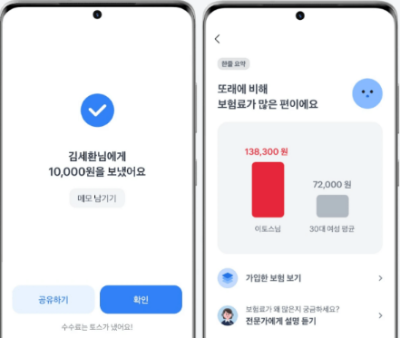 김세환님에게
10,000원을 보냈어요
메모 남기기
공유하기
확인
수수료는 토스가 냈어요!
한줄 요약
또래에 비해
보험료가 많은 편이에요
138,300 원
72,000 원
이토스님
30대 여성 평균
가입한 보험 보기
보험료가 왜 많은지 궁금하세요?
전문가에게 설명 듣기